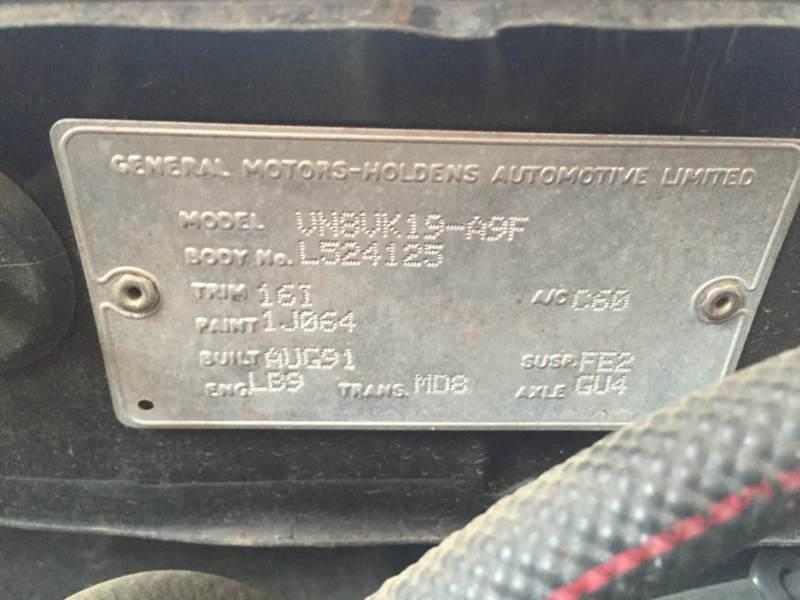 GENERAL MOTORS-HOLDENS AUTOMOTIVE LIMITED
MODEL VN8VK19-A9F
BODY No. L524125
TRIM 16I A/C C60
PAINT 1J064
BUILT AUG91 SUSP. FE2
ENG. LB9 TRANS. MD8 AXLE GU4